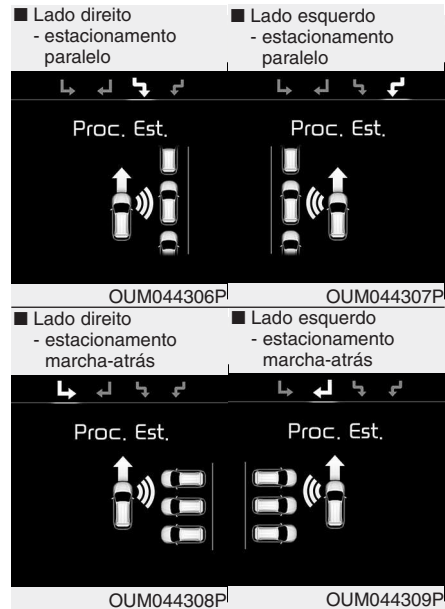 ■ Lado direito
- estacionamento
paralelo
Proc. Est.
OUM044306P
■ Lado esquerdo
- estacionamento
paralelo
Proc. Est.
OUM044307P
■ Lado direito
- estacionamento
marcha-atrás
Proc. Est.
OUM044308P
■ Lado esquerdo
- estacionamento
marcha-atrás
Proc. Est.
OUM044309P